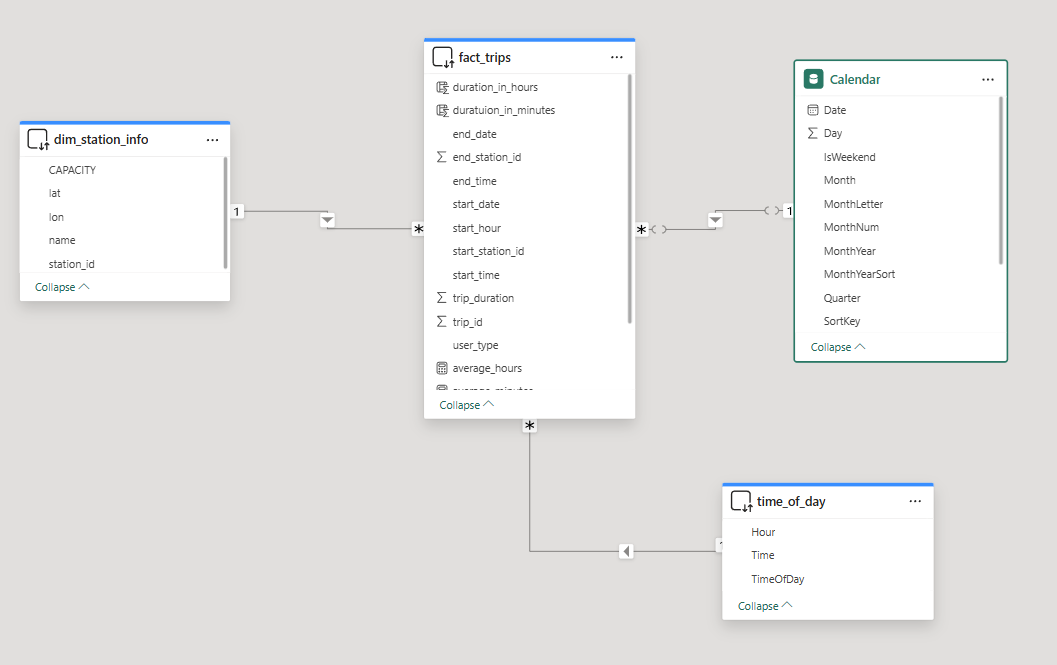 dim_station_info
CAPACITY
lat
lon
name
station_id
Collapse
1
*
fact_trips
duration_in_hours
duratuion_in_minutes
end_date
end_station_id
end_time
start_date
start_hour
start_station_id
start_time
trip_duration
trip_id
user_type
average_hours
Collapse
*
1
*
Calendar
Date
Day
IsWeekend
Month
MonthLetter
MonthNum
MonthYear
MonthYearSort
Quarter
SortKey
Collapse
time_of_day
Hour
Time
TimeOfDay
Collapse